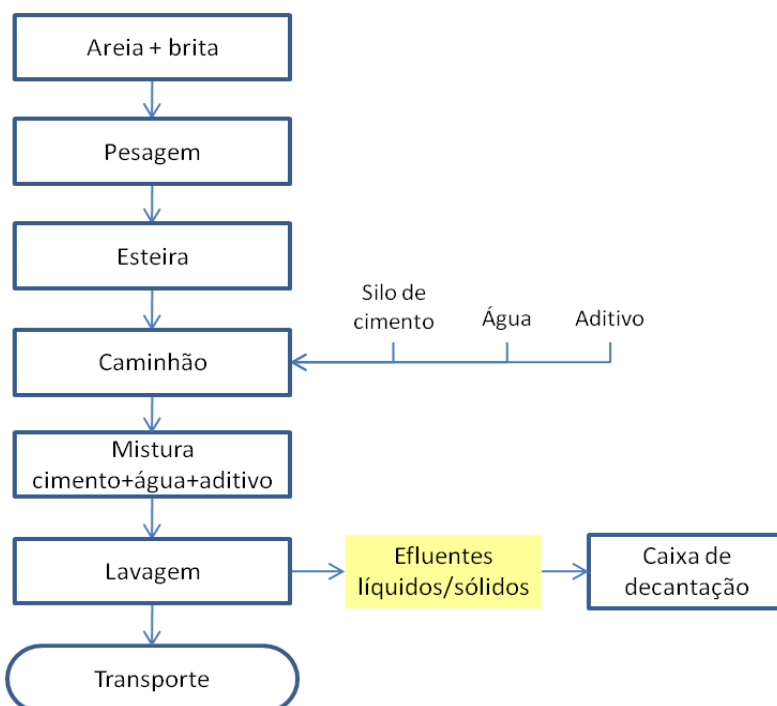 Areia + brita
Pesagem
Esteira
Silo de
cimento
Água
Aditivo
Caminhão
Mistura
cimento+água+aditivo
Lavagem
Efluentes
líquidos/sólidos
Caixa de
decantação
Transporte